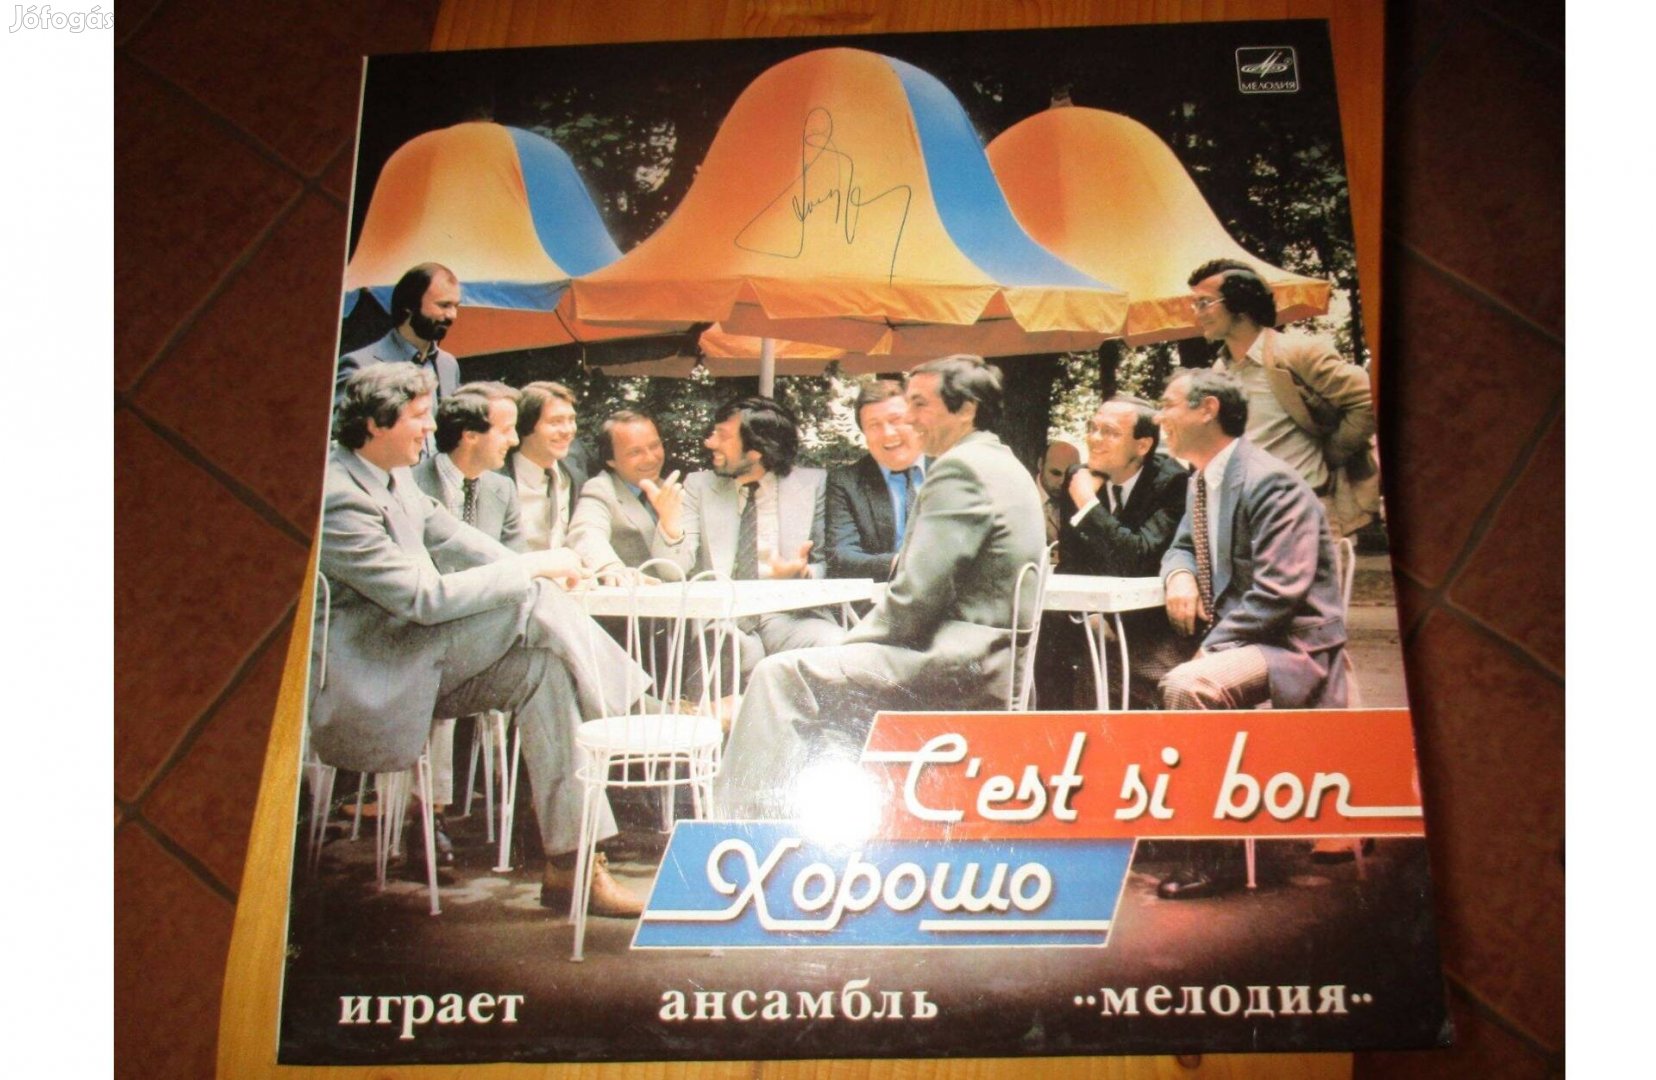 Jófogás
МЕЛОДИЯ
C'est si bon
Хорошо
играет ансамбль „мелодия"